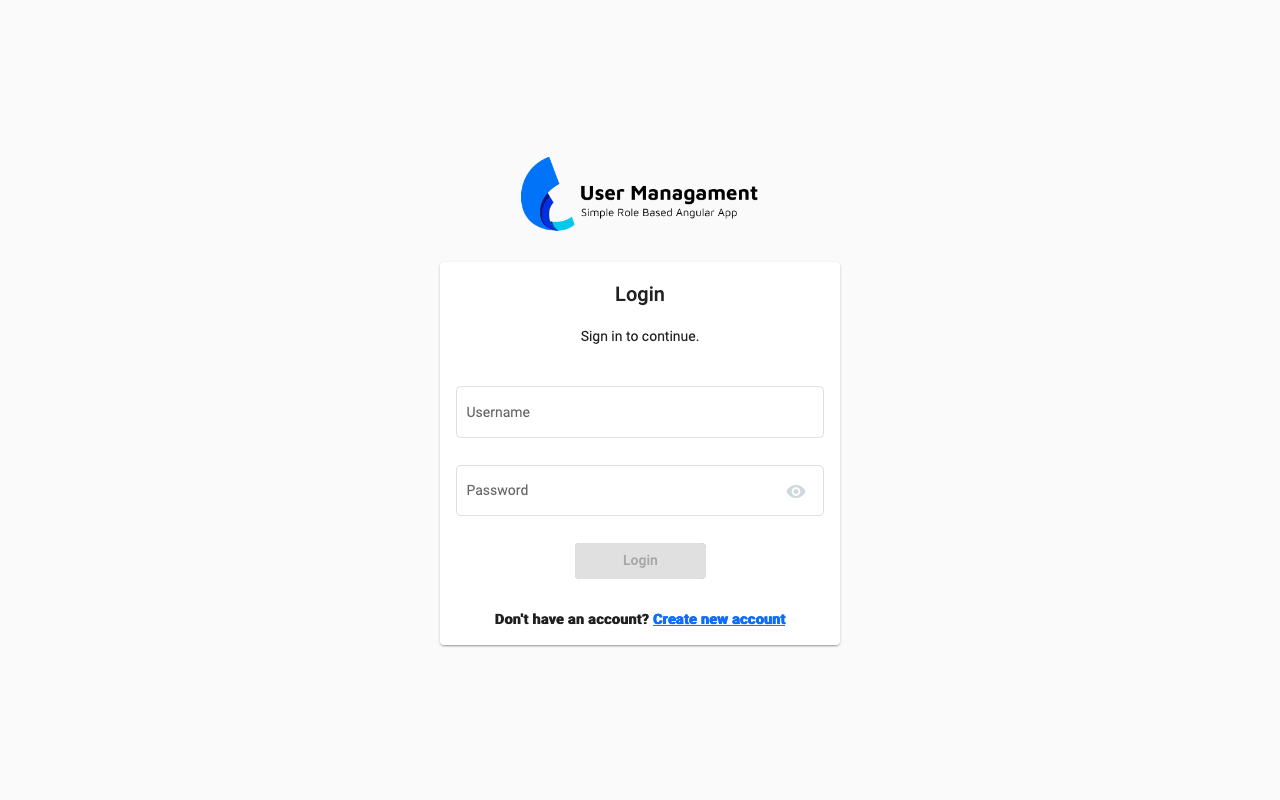 User Managament
Simple Role Based Angular App
Login
Sign in to continue.
Username
Password
Login
Don't have an account? Create new account